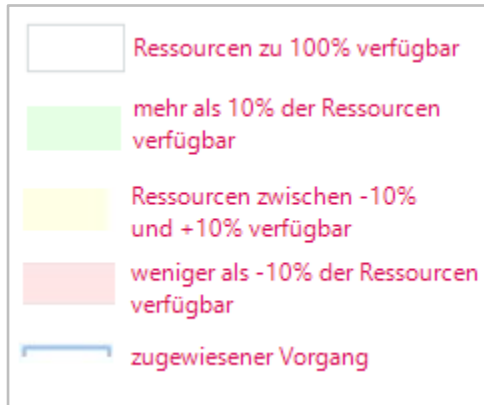 Ressourcen zu 100% verfügbar
mehr als 10% der Ressourcen
verfügbar
Ressourcen zwischen -10%
und +10% verfügbar
weniger als -10% der Ressourcen
verfügbar
zugewiesener Vorgang